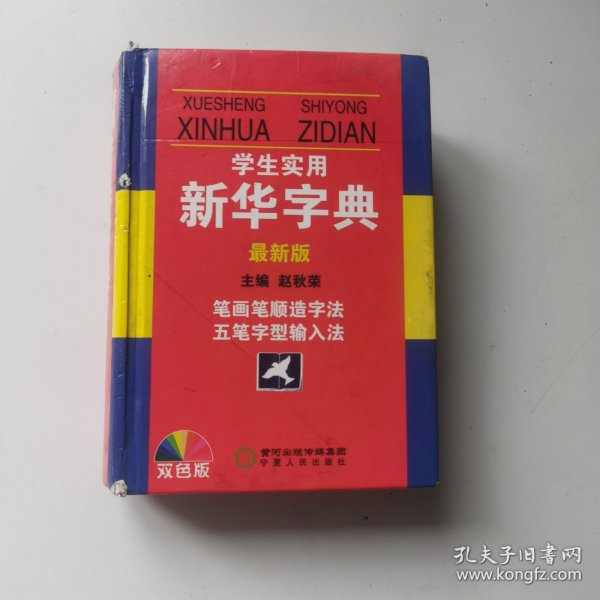 XUESHENG SHIYONG
XINHUA ZIDIAN
学生实用
新华字典
最新版
主编 赵秋荣
笔画笔顺造字法
五笔字型输入法
双色版
黄河出版传媒集团
宁夏人民出版社
孔夫子旧书网
www.kongfz.com